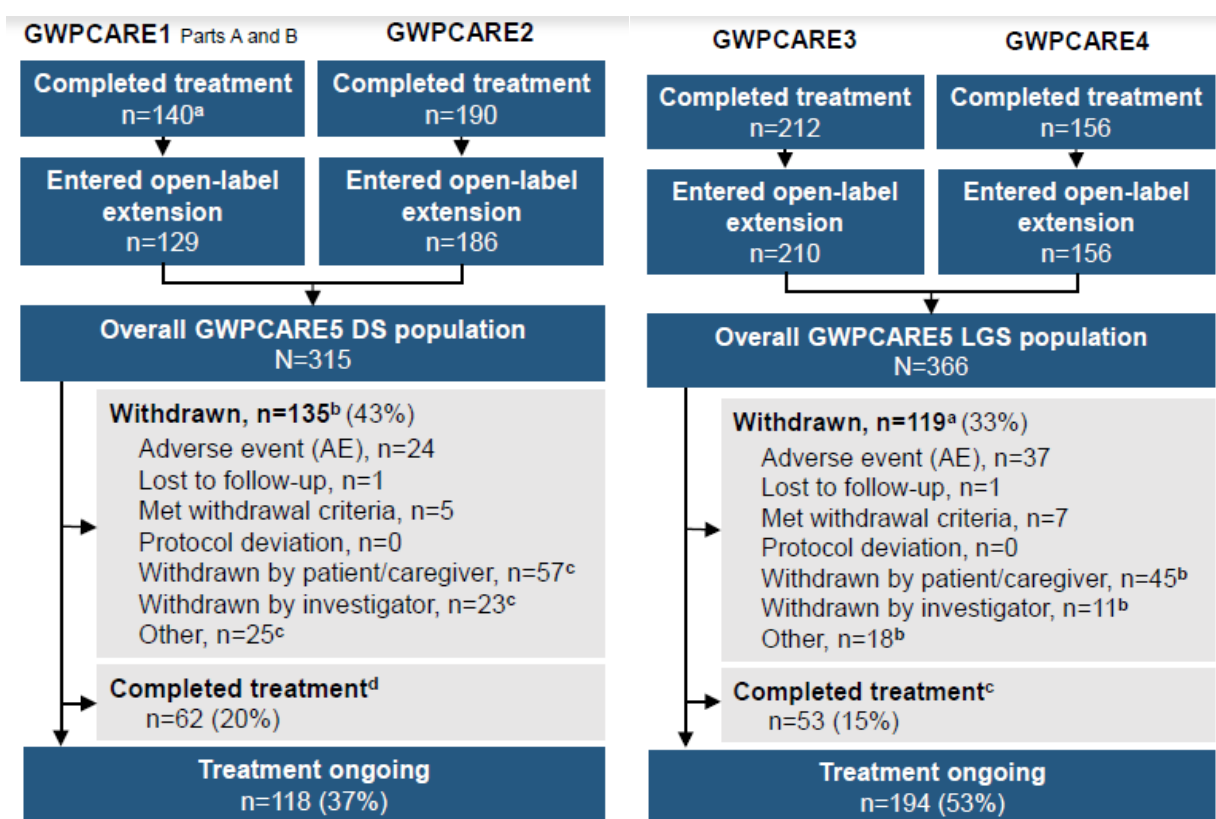 GWPCARE1 Parts A and B
GWPCARE2
Completed treatment
n=140ᵃ
Completed treatment
n=190
Entered open-label
extension
n=129
Entered open-label
extension
n=186
Overall GWPCARE5 DS population
N=315
Withdrawn, n=135ᵇ (43%)
Adverse event (AE), n=24
Lost to follow-up, n=1
Met withdrawal criteria, n=5
Protocol deviation, n=0
Withdrawn by patient/caregiver, n=57ᶜ
Withdrawn by investigator, n=23ᶜ
Other, n=25ᶜ
Completed treatmentᵈ
n=62 (20%)
Treatment ongoing
n=118 (37%)
GWPCARE3
GWPCARE4
Completed treatment
n=212
Completed treatment
n=156
Entered open-label
extension
n=210
Entered open-label
extension
n=156
Overall GWPCARE5 LGS population
N=366
Withdrawn, n=119ᵃ (33%)
Adverse event (AE), n=37
Lost to follow-up, n=1
Met withdrawal criteria, n=7
Protocol deviation, n=0
Withdrawn by patient/caregiver, n=45ᵇ
Withdrawn by investigator, n=11ᵇ
Other, n=18ᵇ
Completed treatmentᶜ
n=53 (15%)
Treatment ongoing
n=194 (53%)